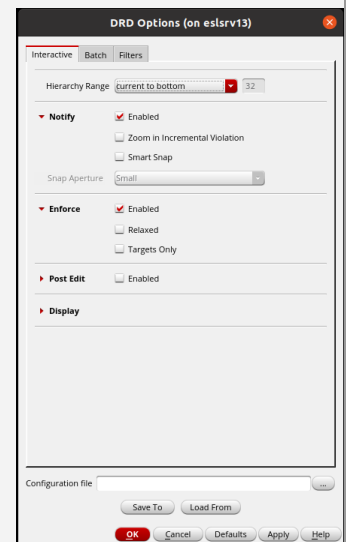 DRD Options (on eslsrv13)
Interactive Batch Filters
Hierarchy Range current to bottom 32
Notify Enabled
Zoom in Incremental Violation
Smart Snap
Snap Aperture Small
Enforce Enabled
Relaxed
Targets Only
Post Edit Enabled
Display
Configuration file ...
Save To Load From
OK Cancel Defaults Apply Help